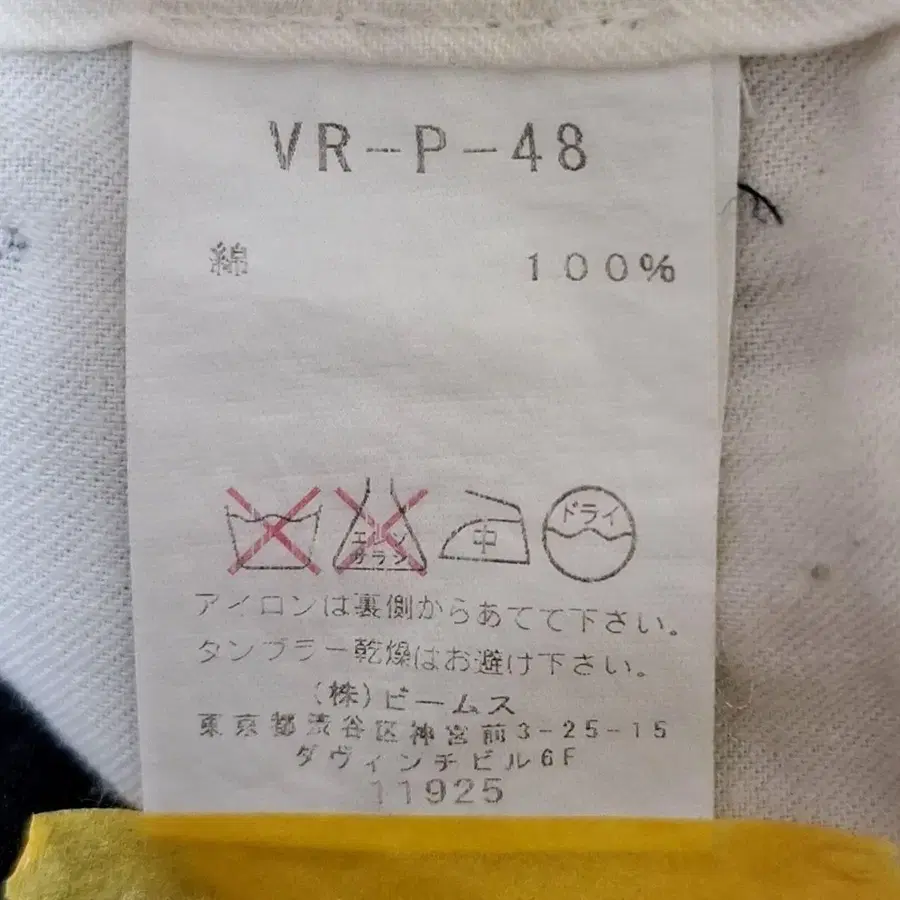 VR-P-48
綿 100%
エンソ サラシ 中 ドライ
アイロンは裏側からあてて下さい。
タンブラー乾燥はお避け下さい。
(株)ビームス
東京都渋谷区神宮前3-25-15
ダヴィンチビル6F
11925